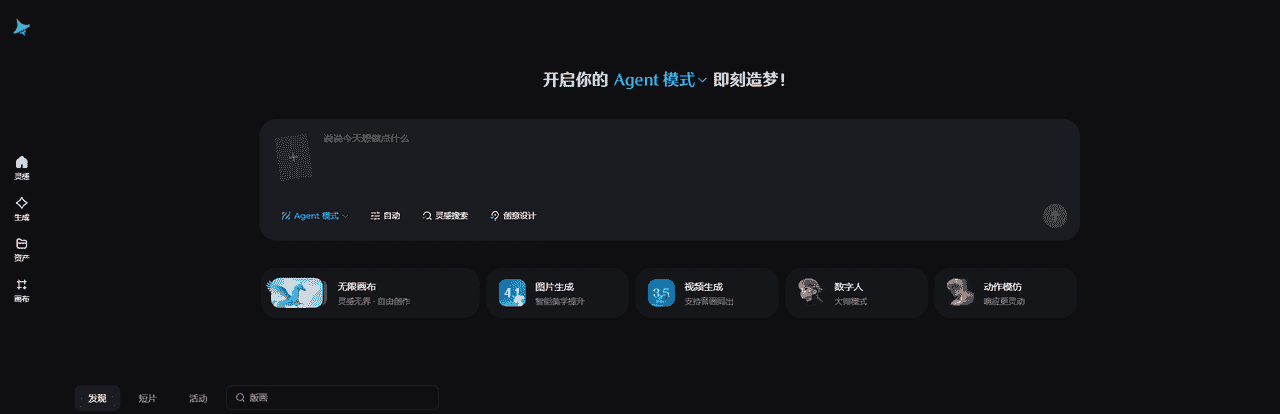 开启你的 Agent 模式 即刻造梦!
说说今天想做点什么
Agent 模式 自动 灵感搜索 创意设计
灵感
生成
资产
画布
无限画布
灵感无界·自由创作
4.1
图片生成
智能美学提升
3.5
视频生成
支持音画同出
数字人
大师模式
动作模仿
响应更灵动
发现 短片 活动 版画